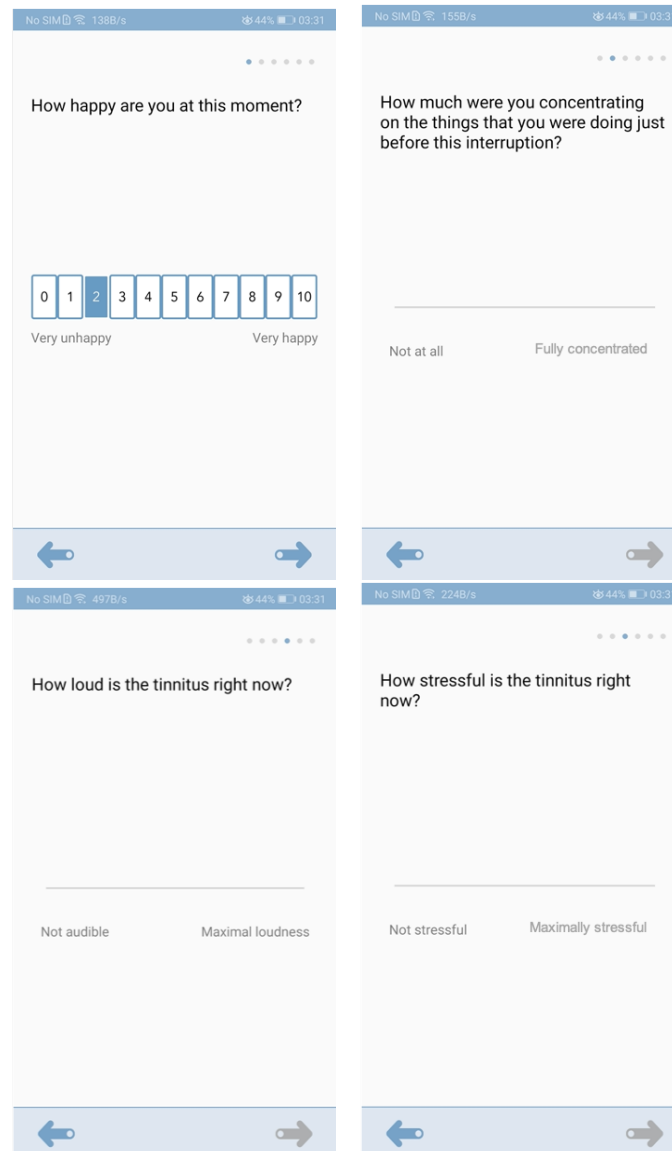 No SIM 138B/s 44% 03:31
How happy are you at this moment?
0 1 2 3 4 5 6 7 8 9 10
Very unhappy Very happy
No SIM 155B/s 44% 03:3
How much were you concentrating
on the things that you were doing just
before this interruption?
Not at all Fully concentrated
No SIM 497B/s 44% 03:31
How loud is the tinnitus right now?
Not audible Maximal loudness
No SIM 224B/s 44% 03:3
How stressful is the tinnitus right
now?
Not stressful Maximally stressful